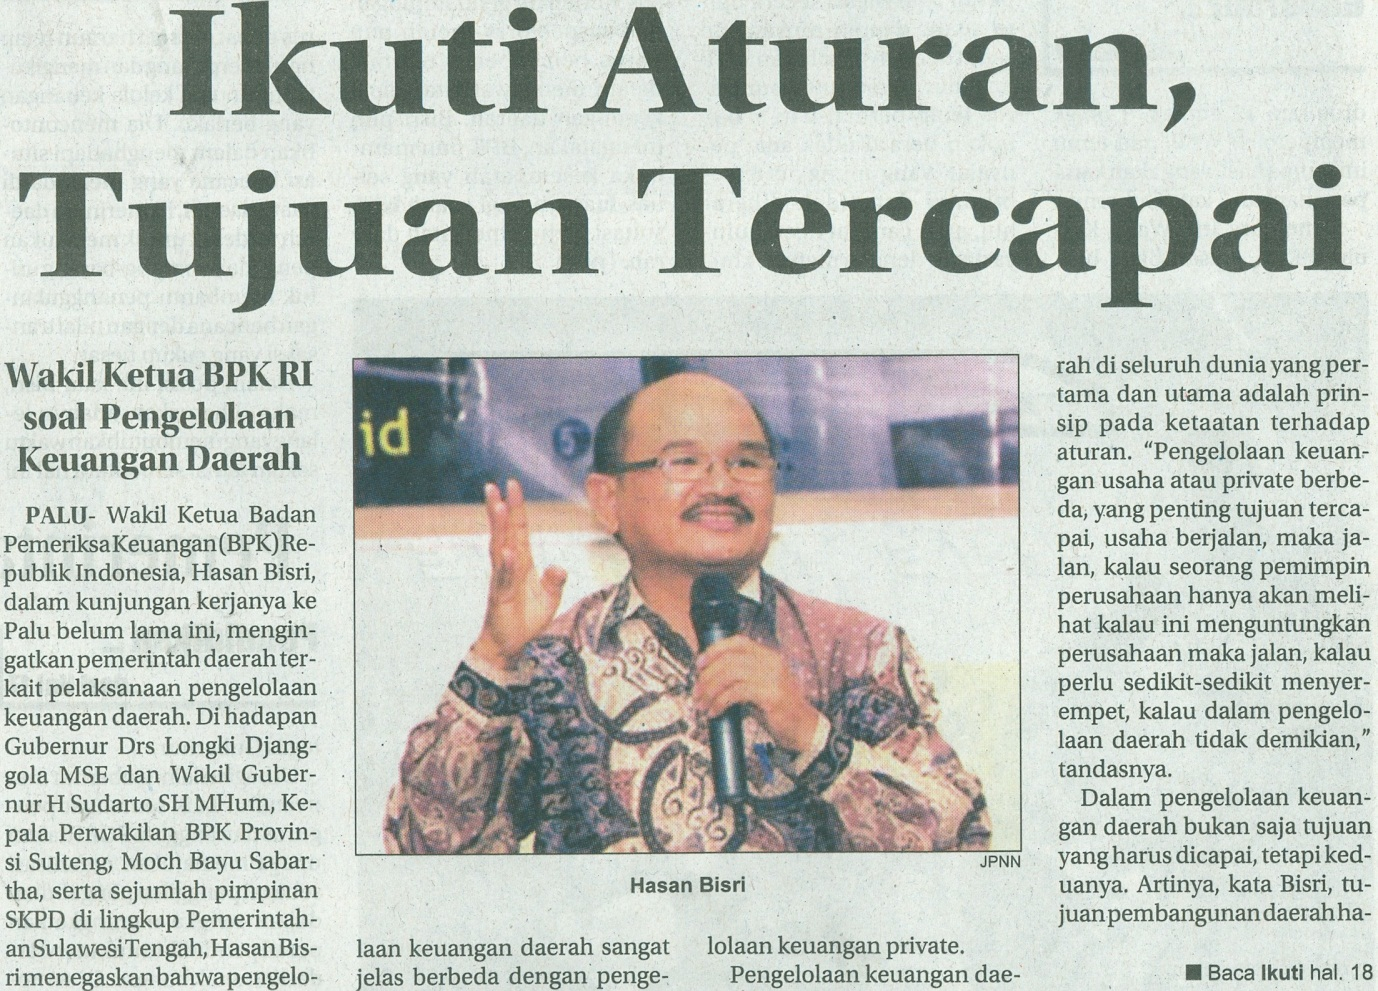 Ikuti Aturan,
Tujuan Tercapai
Wakil Ketua BPK RI
soal Pengelolaan
Keuangan Daerah
PALU- Wakil Ketua Badan
Pemeriksa Keuangan (BPK) Re-
publik Indonesia, Hasan Bisri,
dalam kunjungan kerjanya ke
Palu belum lama ini, mengin-
gatkan pemerintah daerah ter-
kait pelaksanaan pengelolaan
keuangan daerah. Di hadapan
Gubernur Drs Longki Djang-
gola MSE dan Wakil Guber-
nur H Sudarto SH MHum, Ke-
pala Perwakilan BPK Provin-
si Sulteng, Moch Bayu Sabar-
tha, serta sejumlah pimpinan
SKPD di lingkup Pemerintah-
an Sulawesi Tengah, Hasan Bis-
ri menegaskan bahwa pengelo-
id
5
JPNN
Hasan Bisri
laan keuangan daerah sangat
jelas berbeda dengan penge-
lolaan keuangan private.
Pengelolaan keuangan dae-
rah di seluruh dunia yang per-
tama dan utama adalah prin-
sip pada ketaatan terhadap
aturan. “Pengelolaan keuan-
gan usaha atau private berbe-
da, yang penting tujuan terca-
pai, usaha berjalan, maka ja-
lan, kalau seorang pemimpin
perusahaan hanya akan meli-
hat kalau ini menguntungkan
perusahaan maka jalan, kalau
perlu sedikit-sedikit menyer-
empet, kalau dalam pengelo-
laan daerah tidak demikian,”
tandasnya.
Dalam pengelolaan keuan-
gan daerah bukan saja tujuan
yang harus dicapai, tetapi ked-
uanya. Artinya, kata Bisri, tu-
juan pembangunan daerah ha-
■ Baca Ikuti hal. 18